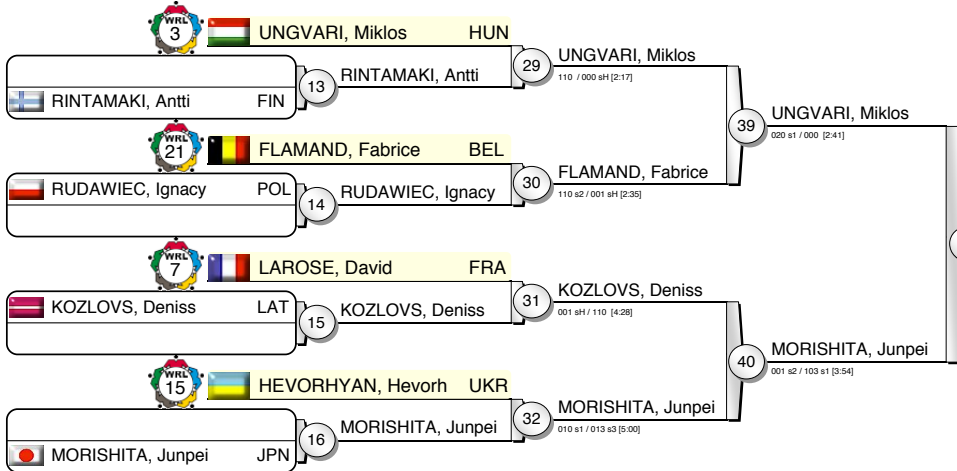 WRL
3
UNGVARI, Miklos HUN
RINTAMAKI, Antti FIN
13
RINTAMAKI, Antti
29
UNGVARI, Miklos
110 / 000 sH [2:17]
WRL
21
FLAMAND, Fabrice BEL
RUDAWIEC, Ignacy POL
14
RUDAWIEC, Ignacy
30
FLAMAND, Fabrice
110 s2 / 001 sH [2:35]
39
UNGVARI, Miklos
020 s1 / 000 [2:41]
WRL
7
LAROSE, David FRA
KOZLOVS, Deniss LAT
15
KOZLOVS, Deniss
31
KOZLOVS, Deniss
001 sH / 110 [4:28]
WRL
15
HEVORHYAN, Hevorh UKR
MORISHITA, Junpei JPN
16
MORISHITA, Junpei
32
MORISHITA, Junpei
010 s1 / 013 s3 [5:00]
40
MORISHITA, Junpei
001 s2 / 103 s1 [3:54]